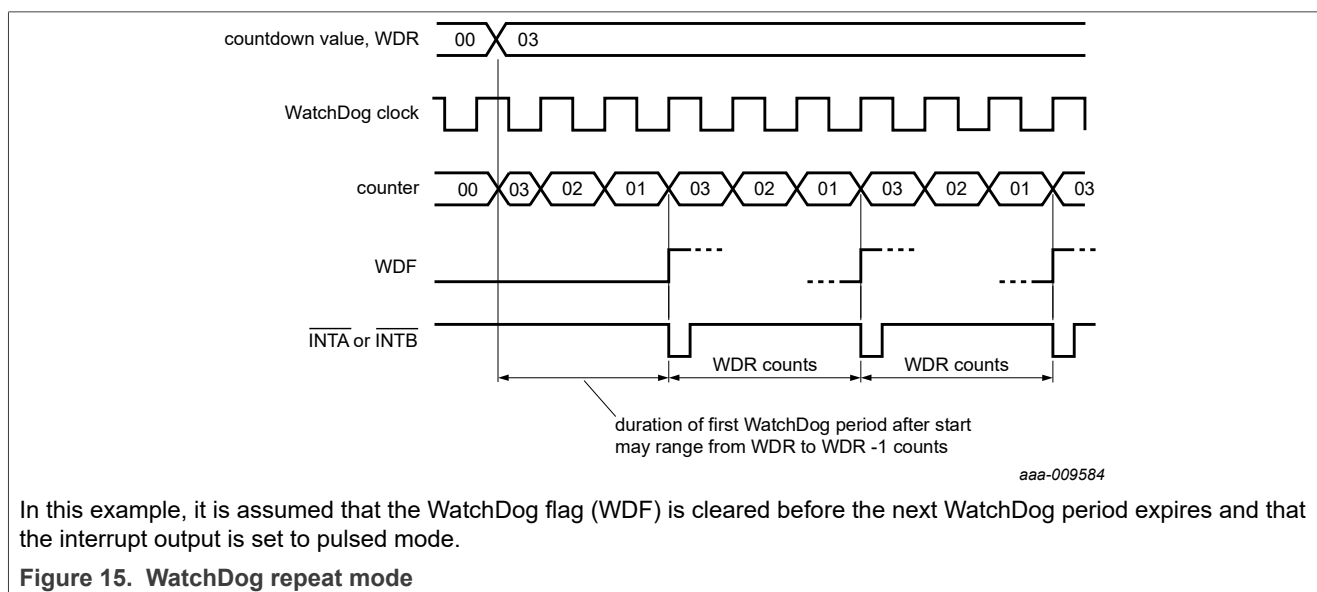 countdown value, WDR 00 03
WatchDog clock
counter 00 03 02 01 03 02 01 03 02 01 03
WDF
INTA or INTB
WDR counts WDR counts
duration of first WatchDog period after start
may range from WDR to WDR -1 counts
aaa-009584
In this example, it is assumed that the WatchDog flag (WDF) is cleared before the next WatchDog period expires and that
the interrupt output is set to pulsed mode.
Figure 15. WatchDog repeat mode